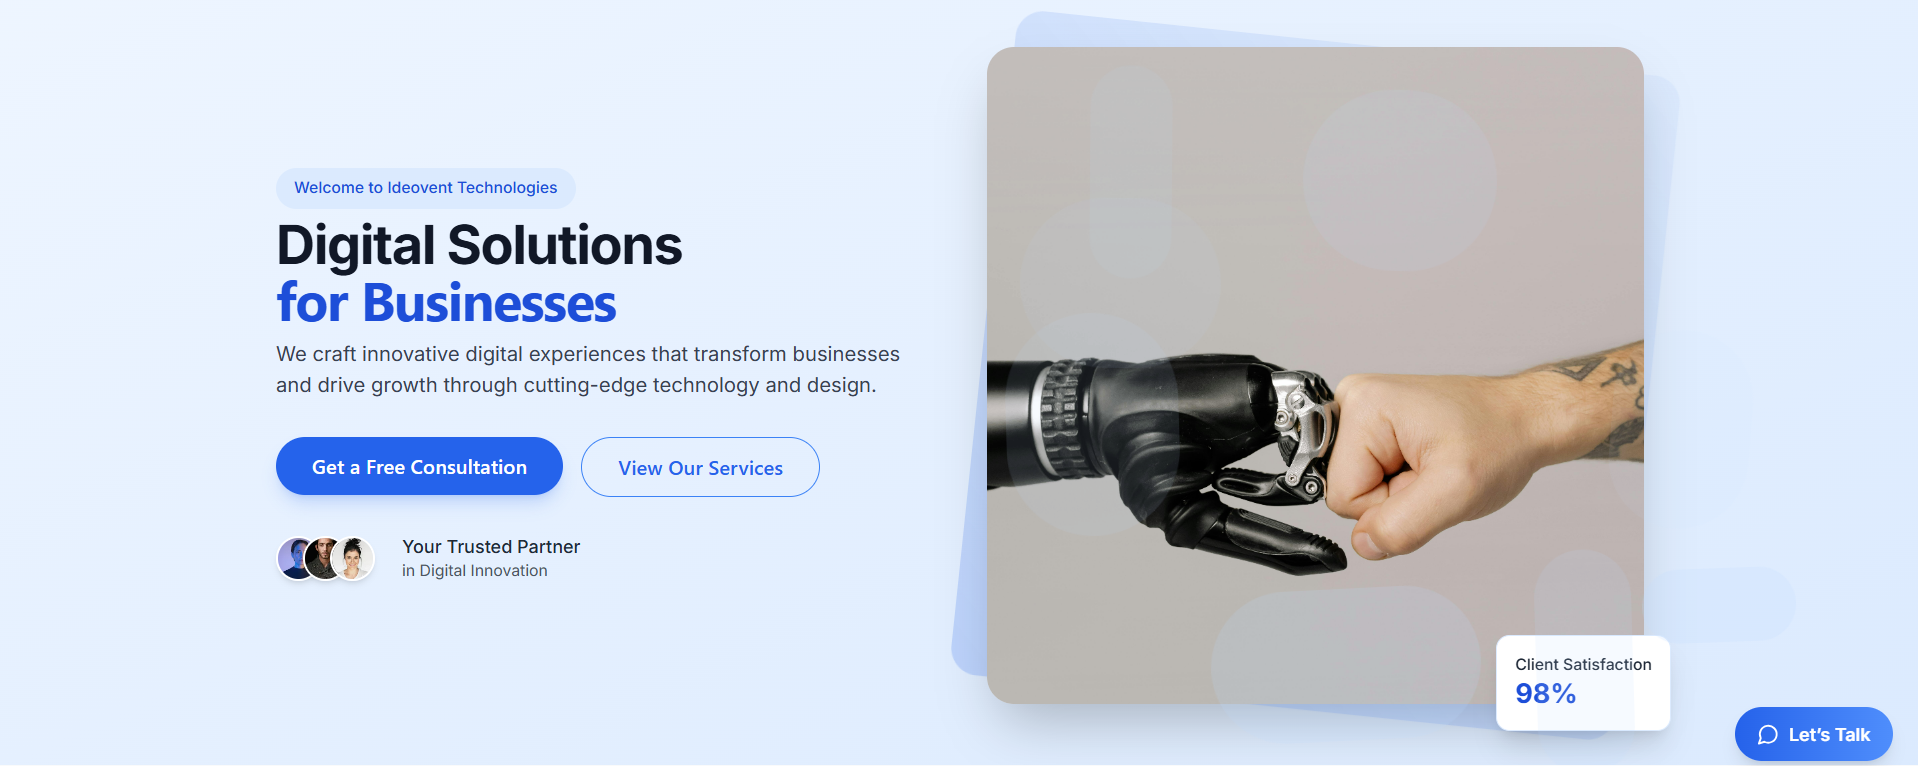 Welcome to Ideovent Technologies
Digital Solutions
for Businesses
We craft innovative digital experiences that transform businesses
and drive growth through cutting-edge technology and design.
Get a Free Consultation
View Our Services
Your Trusted Partner
in Digital Innovation
Client Satisfaction
98%
Let’s Talk